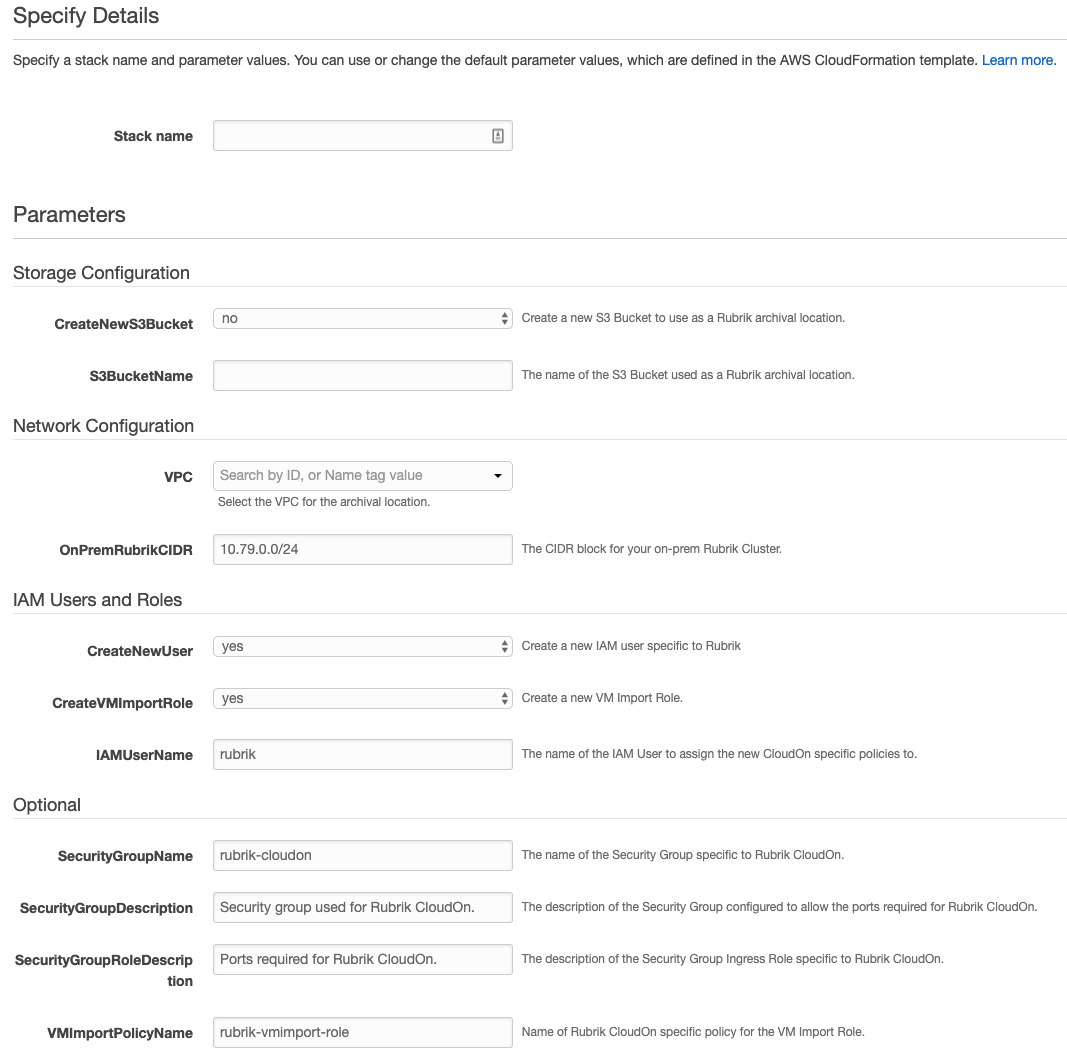 Specify Details
Specify a stack name and parameter values. You can use or change the default parameter values, which are defined in the AWS CloudFormation template. Learn more.
Stack name
Parameters
Storage Configuration
CreateNewS3Bucket no Create a new S3 Bucket to use as a Rubrik archival location.
S3BucketName The name of the S3 Bucket used as a Rubrik archival location.
Network Configuration
VPC Search by ID, or Name tag value
Select the VPC for the archival location.
OnPremRubrikCIDR 10.79.0.0/24 The CIDR block for your on-prem Rubrik Cluster.
IAM Users and Roles
CreateNewUser yes Create a new IAM user specific to Rubrik
CreateVMImportRole yes Create a new VM Import Role.
IAMUserName rubrik The name of the IAM User to assign the new CloudOn specific policies to.
Optional
SecurityGroupName rubrik-cloudon The name of the Security Group specific to Rubrik CloudOn.
SecurityGroupDescription Security group used for Rubrik CloudOn. The description of the Security Group configured to allow the ports required for Rubrik CloudOn.
SecurityGroupRoleDescrip Ports required for Rubrik CloudOn. The description of the Security Group Ingress Role specific to Rubrik CloudOn.
tion
VMImportPolicyName rubrik-vmimport-role Name of Rubrik CloudOn specific policy for the VM Import Role.